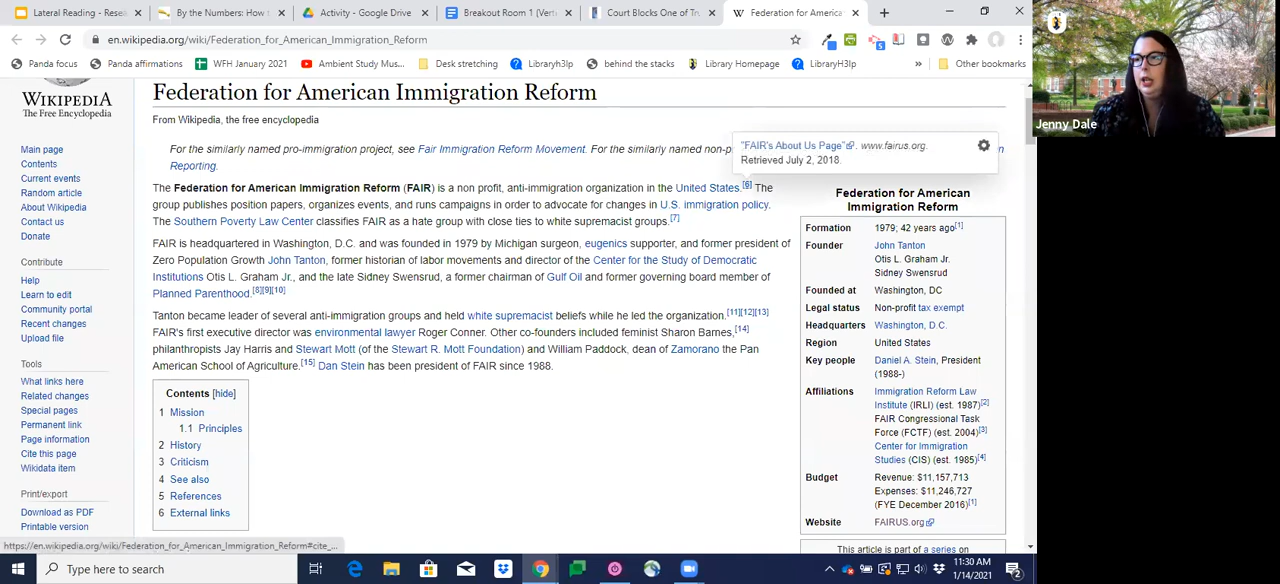 Lateral Reading - Resea
By the Numbers: How
Activity - Google Drive
Breakout Room 1 (Vert
Court Blocks One of Tru
Federation for America
en.wikipedia.org/wiki/Federation_for_American_Immigration_Reform
Panda focus
Panda affirmations
WFH January 2021
Ambient Study Mus...
Desk stretching
Libraryh3lp
behind the stacks
Library Homepage
LibraryH3lp
»
Other bookmarks
Jenny Dale
WIKIPEDIA
The Free Encyclopedia
Main page
Contents
Current events
Random article
About Wikipedia
Contact us
Donate
Contribute
Help
Learn to edit
Community portal
Recent changes
Upload file
Tools
What links here
Related changes
Special pages
Permanent link
Page information
Cite this page
Wikidata item
Print/export
Download as PDF
Printable version
Federation for American Immigration Reform
From Wikipedia, the free encyclopedia
For the similarly named pro-immigration project, see Fair Immigration Reform Movement. For the similarly named non-p
n
Reporting.
"FAIR's About Us Page". www.fairus.org.
Retrieved July 2, 2018.
The Federation for American Immigration Reform (FAIR) is a non profit, anti-immigration organization in the United States.[6] The
group publishes position papers, organizes events, and runs campaigns in order to advocate for changes in U.S. immigration policy.
The Southern Poverty Law Center classifies FAIR as a hate group with close ties to white supremacist groups.[7]
FAIR is headquartered in Washington, D.C. and was founded in 1979 by Michigan surgeon, eugenics supporter, and former president of
Zero Population Growth John Tanton, former historian of labor movements and director of the Center for the Study of Democratic
Institutions Otis L. Graham Jr., and the late Sidney Swensrud, a former chairman of Gulf Oil and former governing board member of
Planned Parenthood.[8][9][10]
Tanton became leader of several anti-immigration groups and held white supremacist beliefs while he led the organization.[11][12][13]
FAIR's first executive director was environmental lawyer Roger Conner. Other co-founders included feminist Sharon Barnes,[14]
philanthropists Jay Harris and Stewart Mott (of the Stewart R. Mott Foundation) and William Paddock, dean of Zamorano the Pan
American School of Agriculture.[15] Dan Stein has been president of FAIR since 1988.
Contents [hide]
1 Mission
1.1 Principles
2 History
3 Criticism
4 See also
5 References
6 External links
Federation for American
Immigration Reform
Formation 1979; 42 years ago[1]
Founder John Tanton
Otis L. Graham Jr.
Sidney Swensrud
Founded at Washington, DC
Legal status Non-profit tax exempt
Headquarters Washington, D.C.
Region United States
Key people Daniel A. Stein, President
(1988-)
Affiliations Immigration Reform Law
Institute (IRLI) (est. 1987)[2]
FAIR Congressional Task
Force (FCTF) (est. 2004)[3]
Center for Immigration
Studies (CIS) (est. 1985)[4]
Budget Revenue: $11,157,713
Expenses: $11,246,727
(FYE December 2016)[1]
Website FAIRUS.org
This article is part of a series on
https://en.wikipedia.org/wiki/Federation_for_American_Immigration_Reform#cite_...
Type here to search
11:30 AM
1/14/2021
2